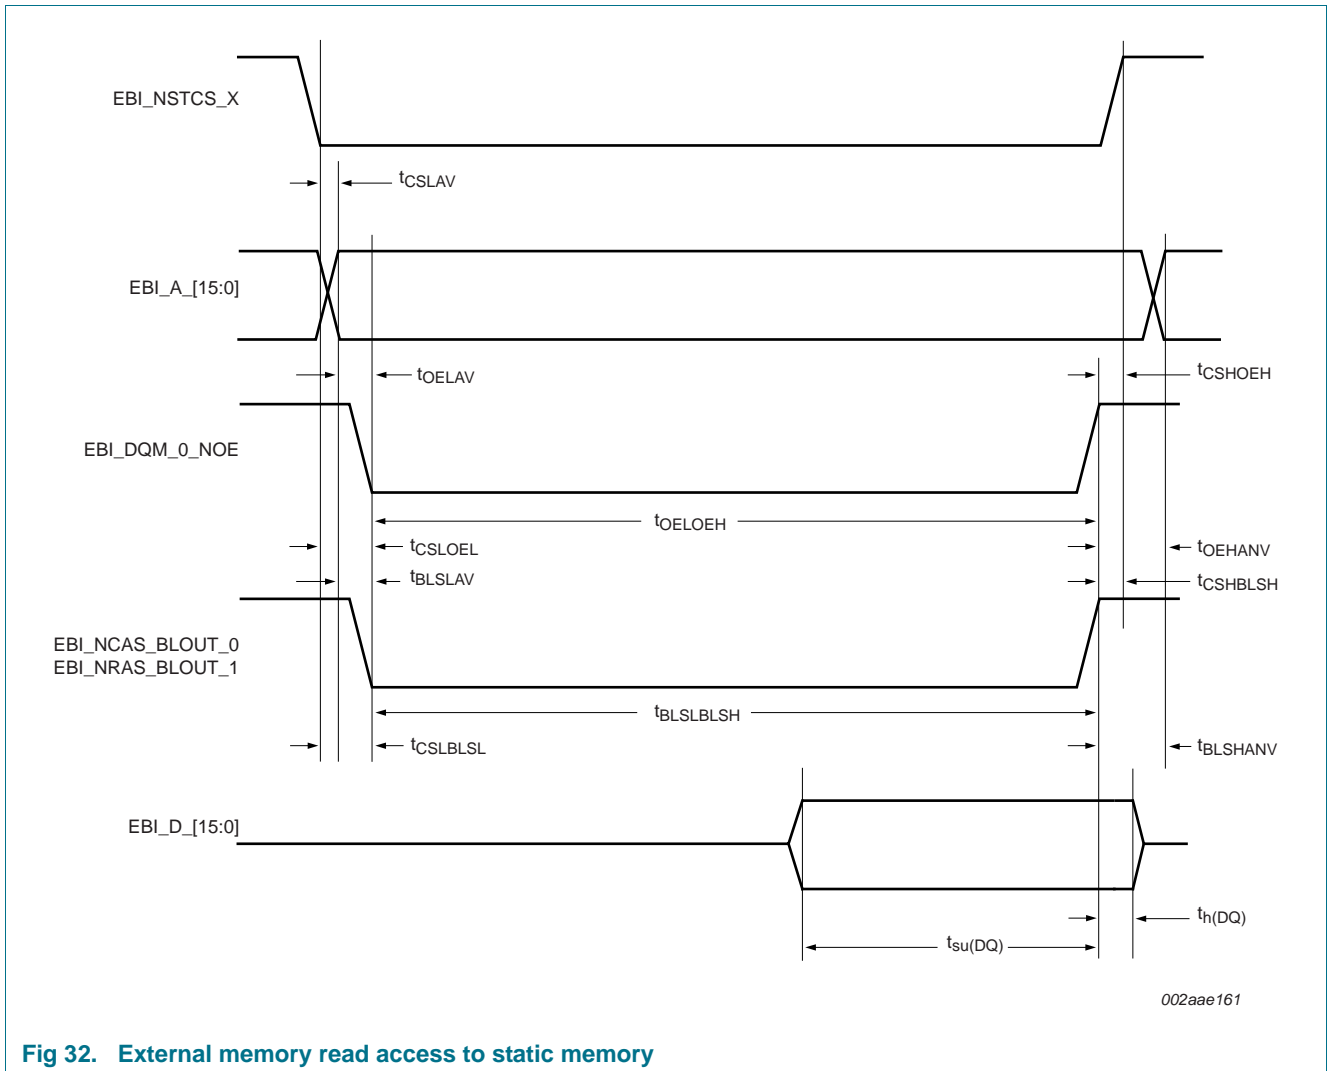 EBI_NSTCS_X
tCSLAV
EBI_A_[15:0]
tOELAV
tCSHOEH
EBI_DQM_0_NOE
tOELOEH
tCSLOEL
tOEHANV
tBLSLAV
tCSHBLSH
EBI_NCAS_BLOUT_0
EBI_NRAS_BLOUT_1
tBLSLBLSH
tCSLBLSL
tBLSHANV
EBI_D_[15:0]
th(DQ)
tsu(DQ)
002aae161
Fig 32. External memory read access to static memory